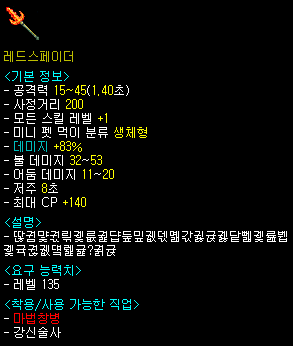 레드스페이더
<기본 정보>
- 공격력 15~45(1,40초)
- 사정거리 200
- 모든 스킬 레벨 +1
- 미니 펫 먹이 분류 생체형
- 데미지 +83%
- 불 데미지 32~53
- 어둠 데미지 11~20
- 저주 8초
- 최대 CP +140
<설명>
<요구 능력치>
- 레벨 135
<착용/사용 가능한 직업>
- 마법창병
- 강신술사